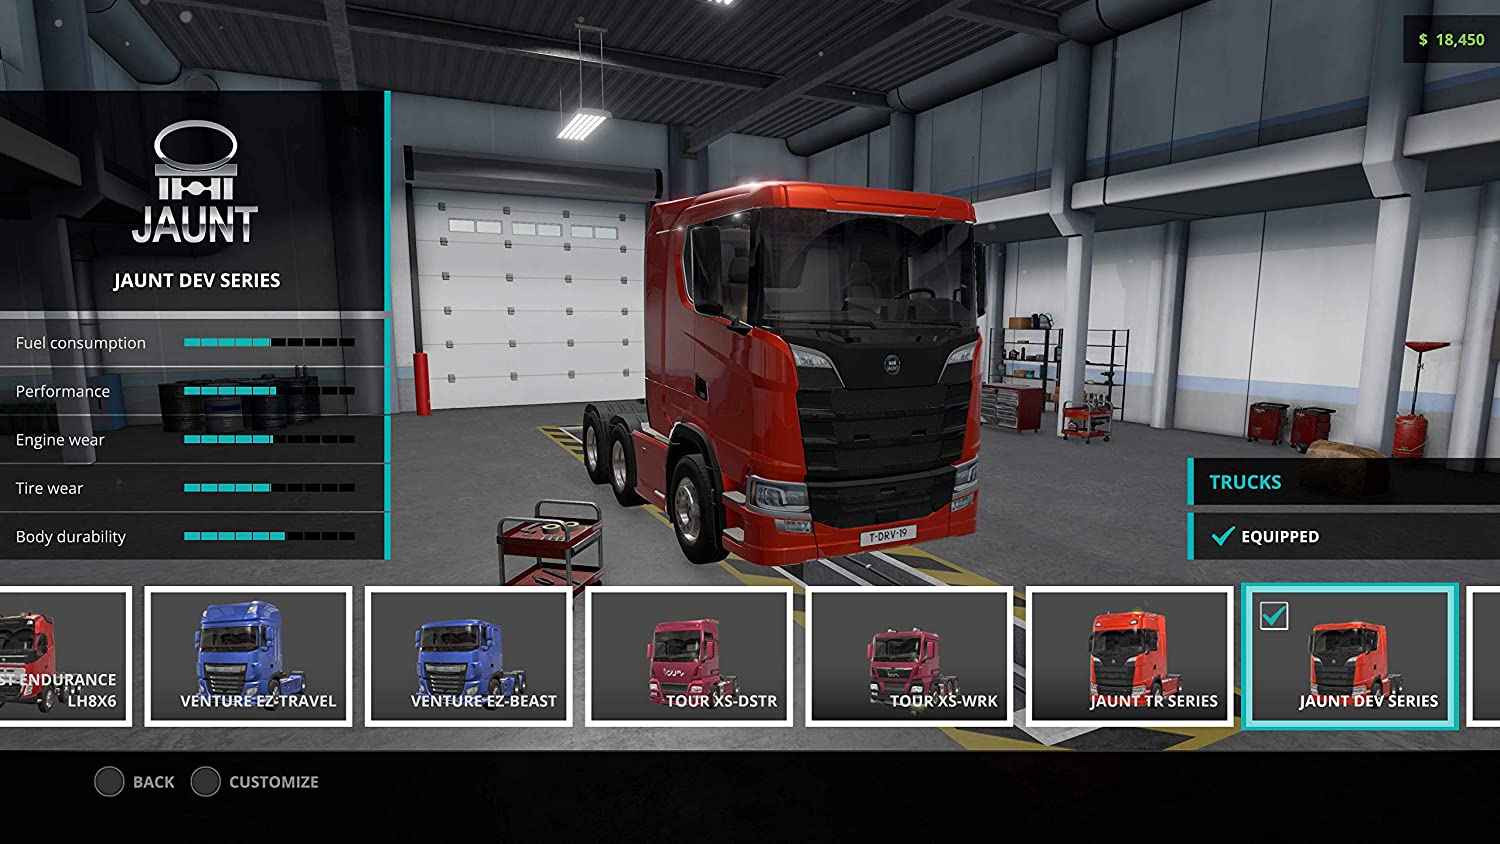 $ 18,450
JAUNT
JAUNT DEV SERIES
Fuel consumption
Performance
Engine wear
Tire wear
Body durability
T-DRV-19
TRUCKS
EQUIPPED
ST ENDURANCE
LH8X6
VENTURE EZ-TRAVEL
VENTURE EZ-BEAST
TOUR XS-DSTR
TOUR XS-WRK
JAUNT TR SERIES
JAUNT DEV SERIES
BACK
CUSTOMIZE